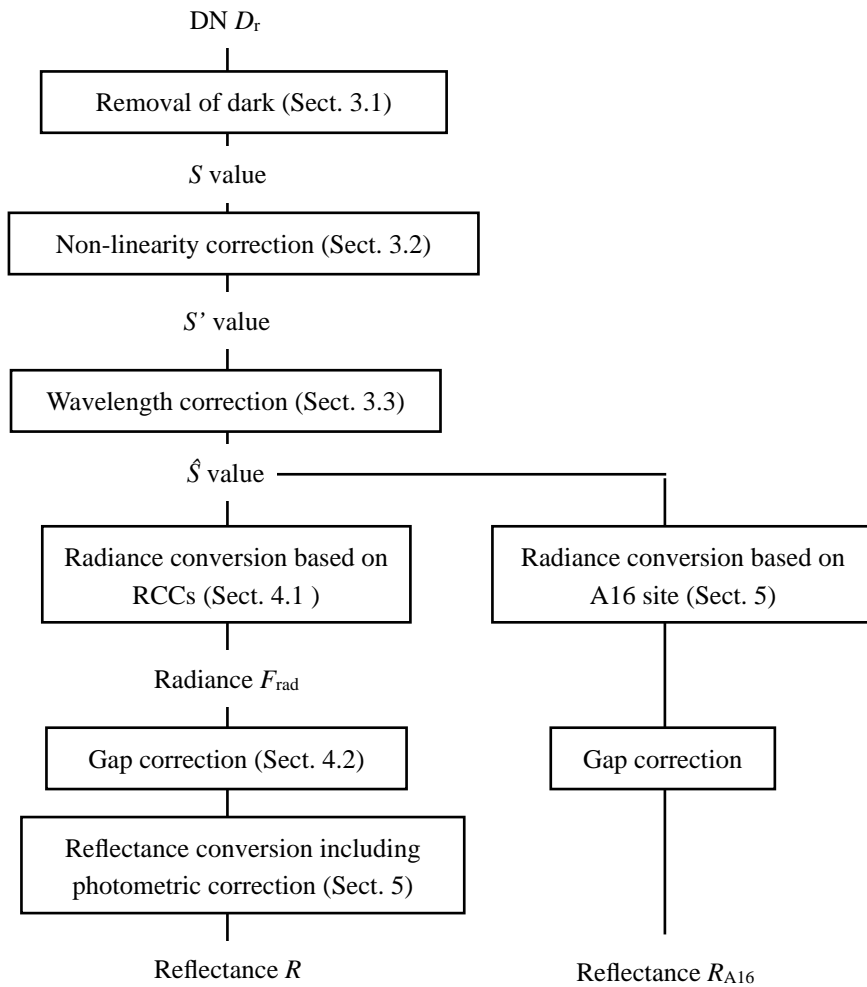 DN Dr
Removal of dark (Sect. 3.1)
S value
Non-linearity correction (Sect. 3.2)
S’ value
Wavelength correction (Sect. 3.3)
Ŝ value
Radiance conversion based on
RCCs (Sect. 4.1 )
Radiance Frad
Gap correction (Sect. 4.2)
Reflectance conversion including
photometric correction (Sect. 5)
Reflectance R
Radiance conversion based on
A16 site (Sect. 5)
Gap correction
Reflectance RA16